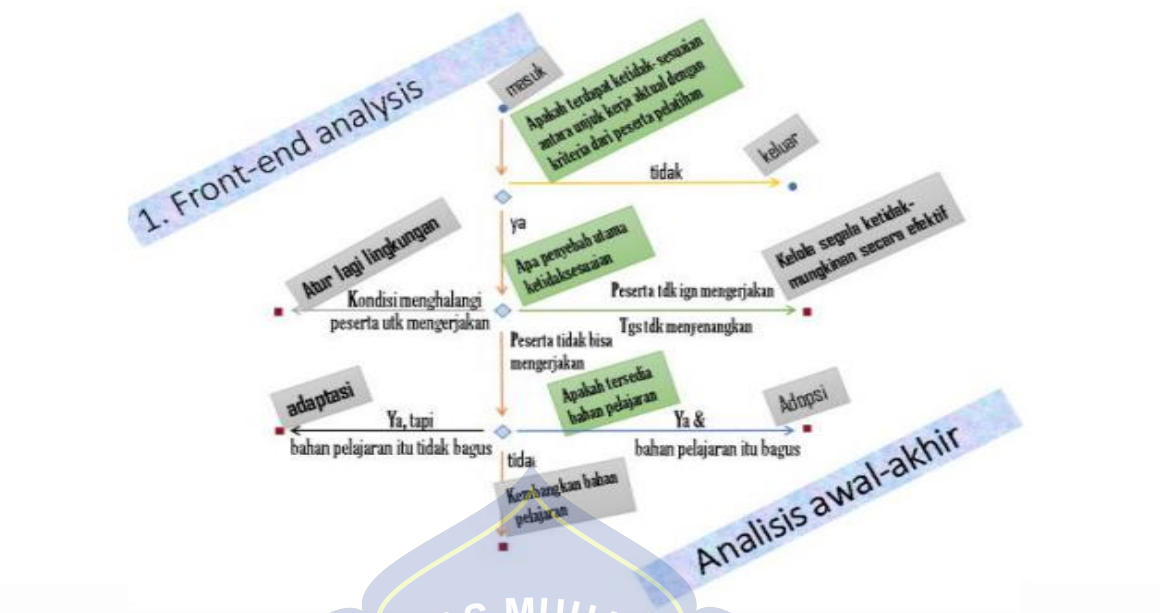 1. Front-end analysis
masuk
Apakah terdapat ketidak- sesuaian
antara unjuk kerja aktual dengan
kriteria dari peserta pelatihan
keluar
tidak
ya
Atur lagi lingkungan
Apa penyebab utama
ketidaksesuaian
Kelola segala ketidak-
mungkinan secara efektif
Kondisi menghalangi
peserta utk mengerjakan
Peserta tdk ign mengerjakan
Tgs tdk menyenangkan
Peserta tidak bisa
mengerjakan
adaptasi
Apakah tersedia
bahan pelajaran
Adopsi
Ya, tapi
bahan pelajaran itu tidak bagus
Ya &
bahan pelajaran itu bagus
tidak
Kembangkan bahan
pelajaran
Analisis awal-akhir